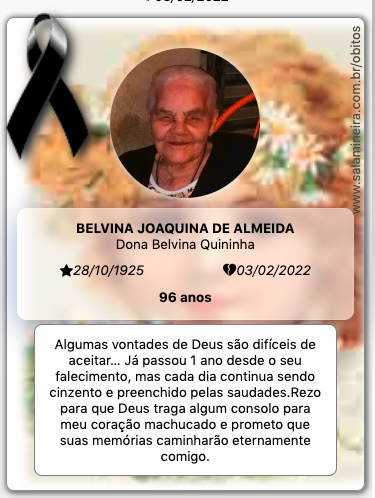 www.salamineira.com.br/obitos
BELVINA JOAQUINA DE ALMEIDA
Dona Belvina Quininha
28/10/1925
03/02/2022
96 anos
Algumas vontades de Deus são difíceis de
aceitar... Já passou 1 ano desde o seu
falecimento, mas cada dia continua sendo
cinzento e preenchido pelas saudades.Rezo
para que Deus traga algum consolo para
meu coração machucado e prometo que
suas memórias caminharão eternamente
comigo.